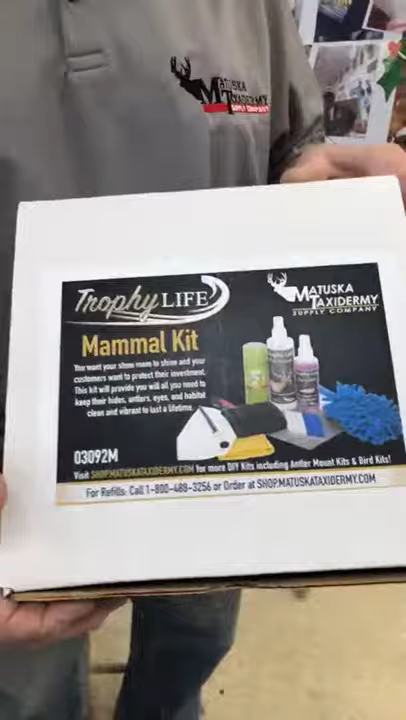 MATUSKA
TAXIDERMY
SUPPLY COMPANY
Trophy LIFE
MATUSKA
TAXIDERMY
SUPPLY COMPANY
Mammal Kit
You want your show room to shine and your
customers want to protect their investment.
This kit will provide you will all you need to
keep their hides, antlers, eyes, and habitat
clean and vibrant to last a lifetime.
03092M
Visit SHOP.MATUSKATAXIDERMY.COM for more DIY Kits including Antler Mount Kits & Bird Kits!
For Refills: Call 1-800-488-3256 or Order at SHOP.MATUSKATAXIDERMY.COM